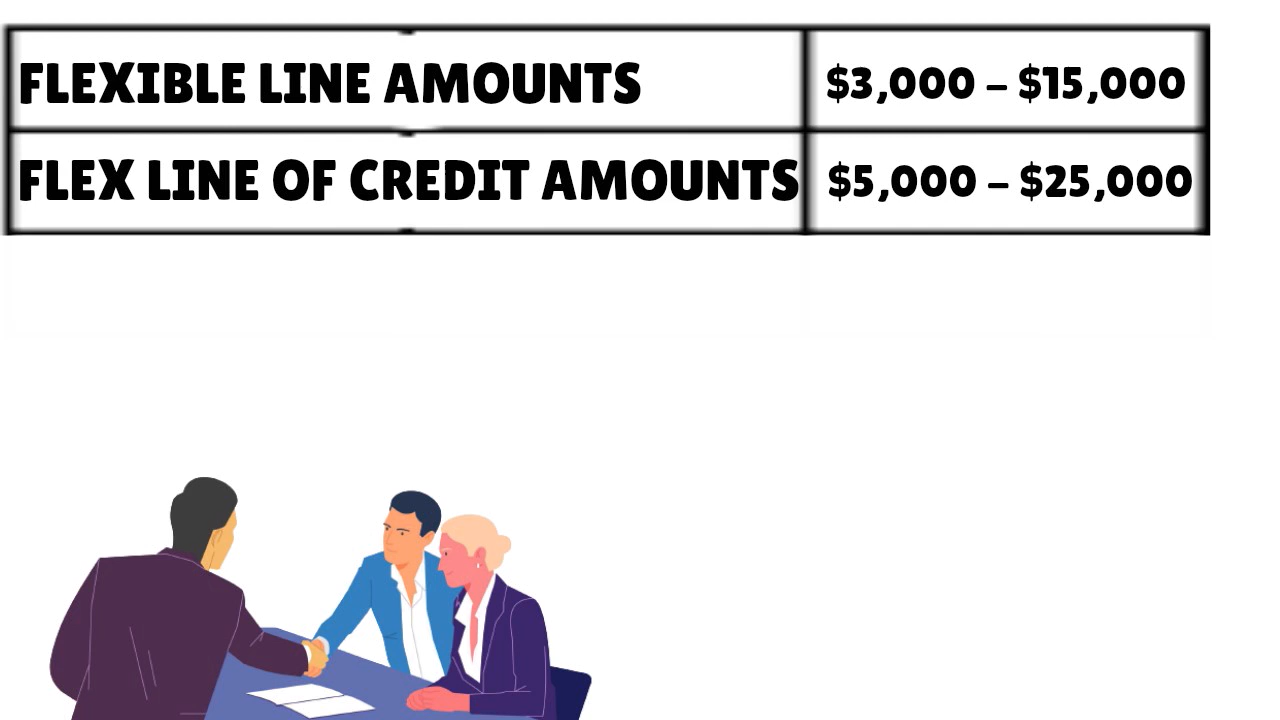 FLEXIBLE LINE AMOUNTS $3,000 – $15,000
FLEX LINE OF CREDIT AMOUNTS $5,000 – $25,000